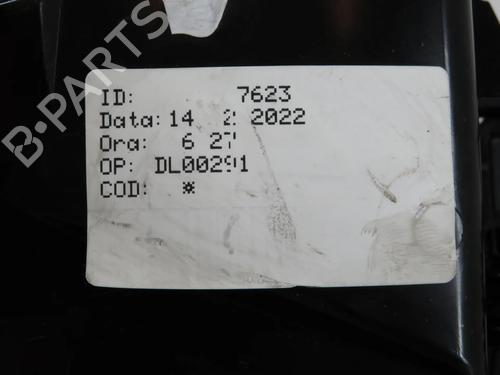 B-PARTS
ID: 7623
Data: 14 2 2022
Ora: 6 27
OP: DL00291
COD: *